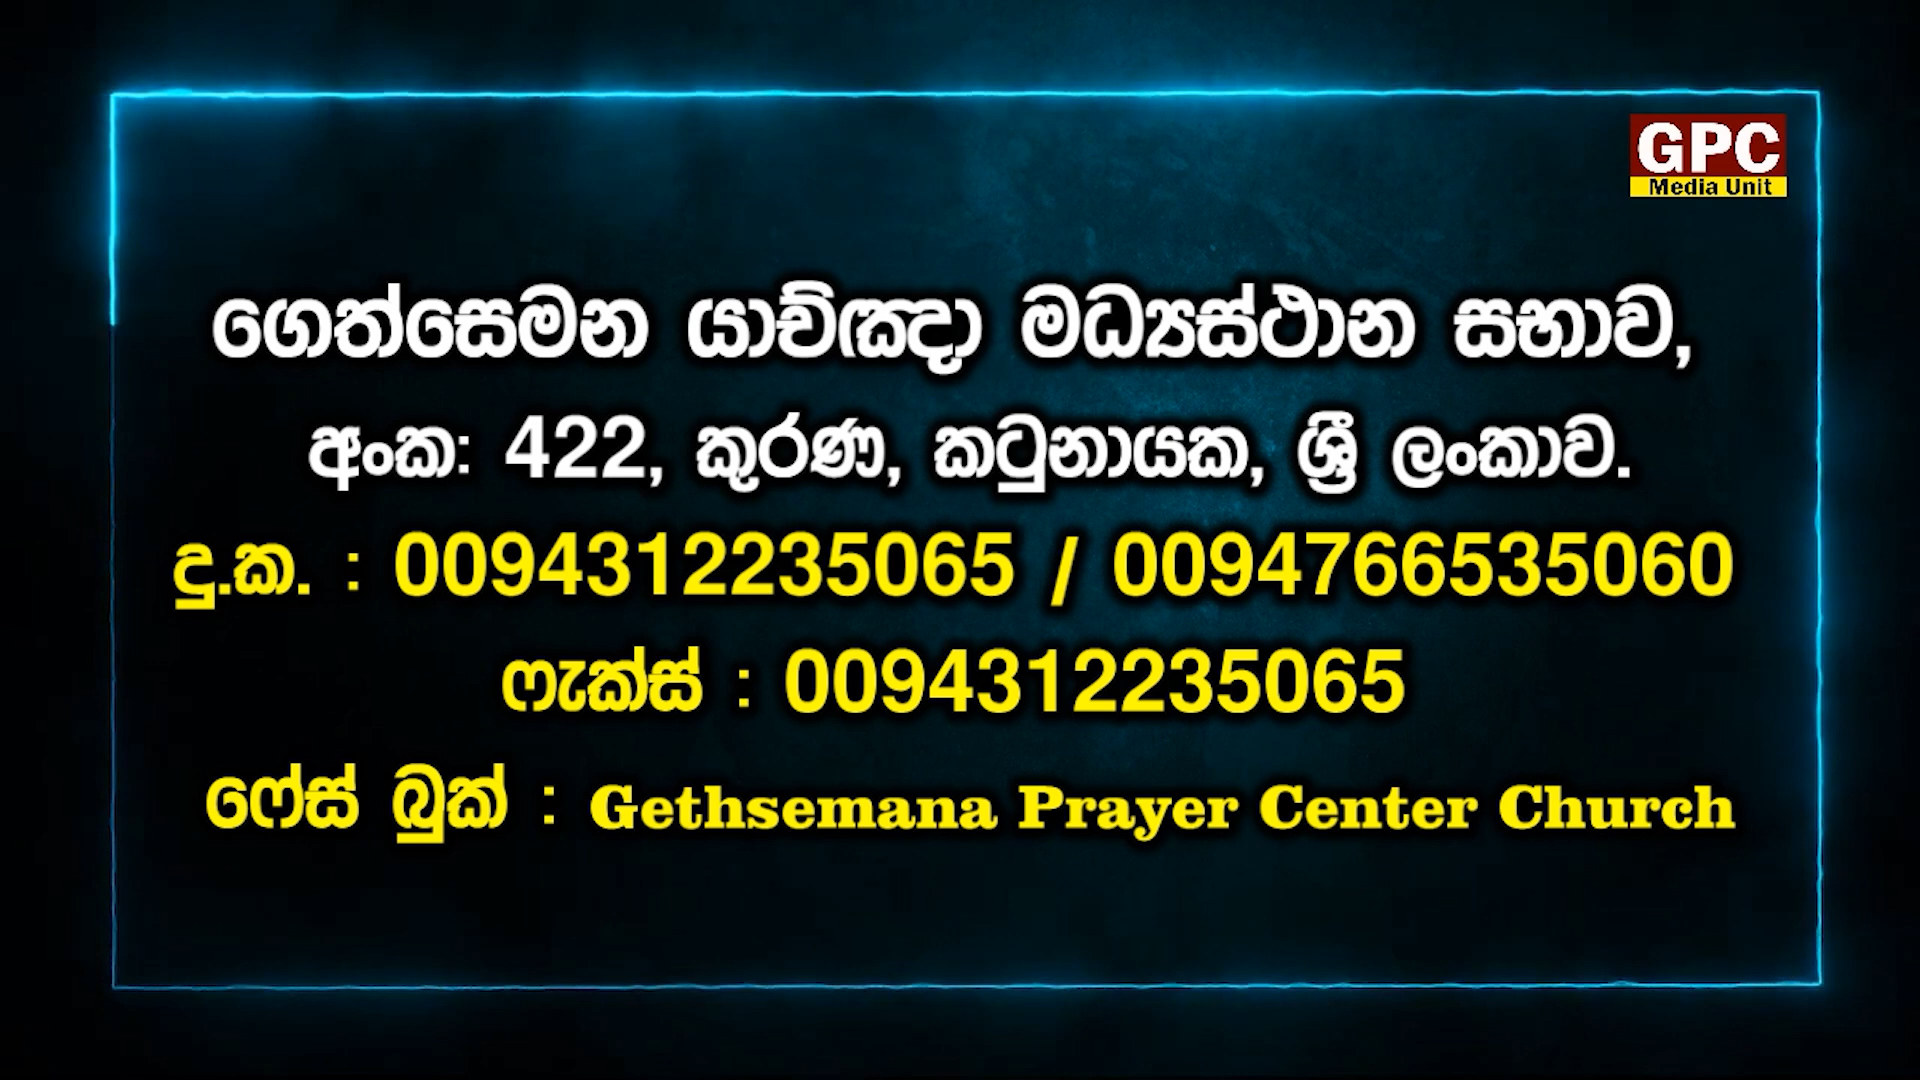 GPC
Media Unit
ගෙත්සෙමන යාච්ඤා මධ්‍යස්ථාන සභාව,
අංක: 422, කුරණ, කටුනායක, ශ්‍රී ලංකාව.
දු.ක. : 0094312235065 / 0094766535060
ෆැක්ස් : 0094312235065
ෆේස් බුක් : Gethsemana Prayer Center Church